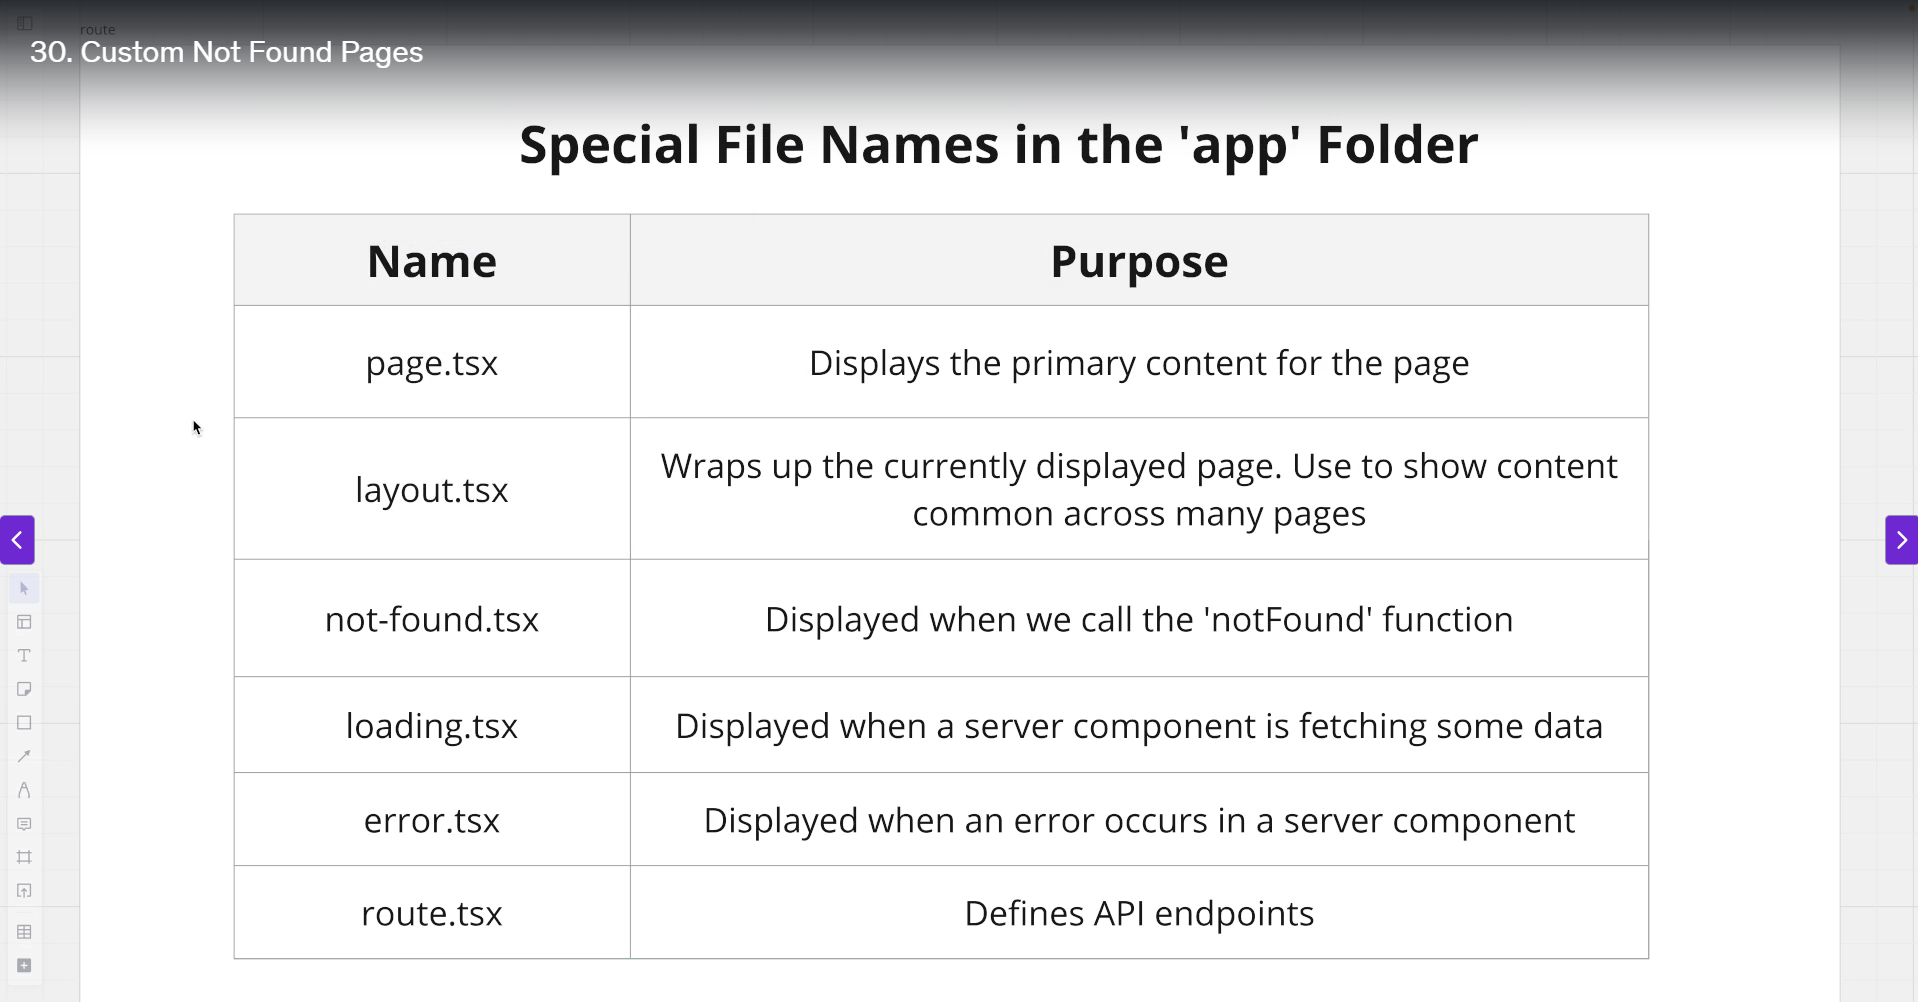 route
30. Custom Not Found Pages
Special File Names in the 'app' Folder
Name
Purpose
page.tsx
Displays the primary content for the page
layout.tsx
Wraps up the currently displayed page. Use to show content
common across many pages
not-found.tsx
Displayed when we call the 'notFound' function
loading.tsx
Displayed when a server component is fetching some data
error.tsx
Displayed when an error occurs in a server component
route.tsx
Defines API endpoints